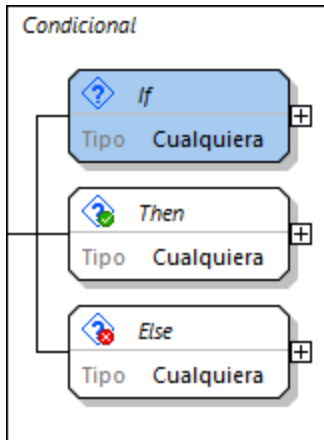 Condicional
If
Tipo Cualquiera
Then
Tipo Cualquiera
Else
Tipo Cualquiera